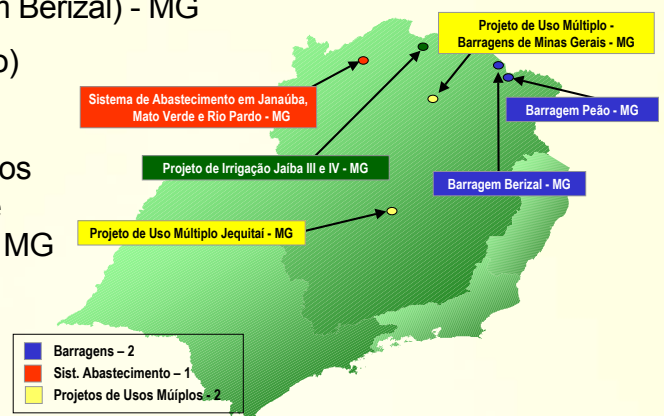 m Berizal) - MG
o)
os
e
MG
Projeto de Uso Múltiplo -
Barragens de Minas Gerais - MG
Sistema de Abastecimento em Janaúba,
Mato Verde e Rio Pardo - MG
Barragem Peão - MG
Projeto de Irrigação Jaíba III e IV - MG
Barragem Berizal - MG
Projeto de Uso Múltiplo Jequitaí - MG
Barragens – 2
Sist. Abastecimento – 1
Projetos de Usos Múíplos - 2